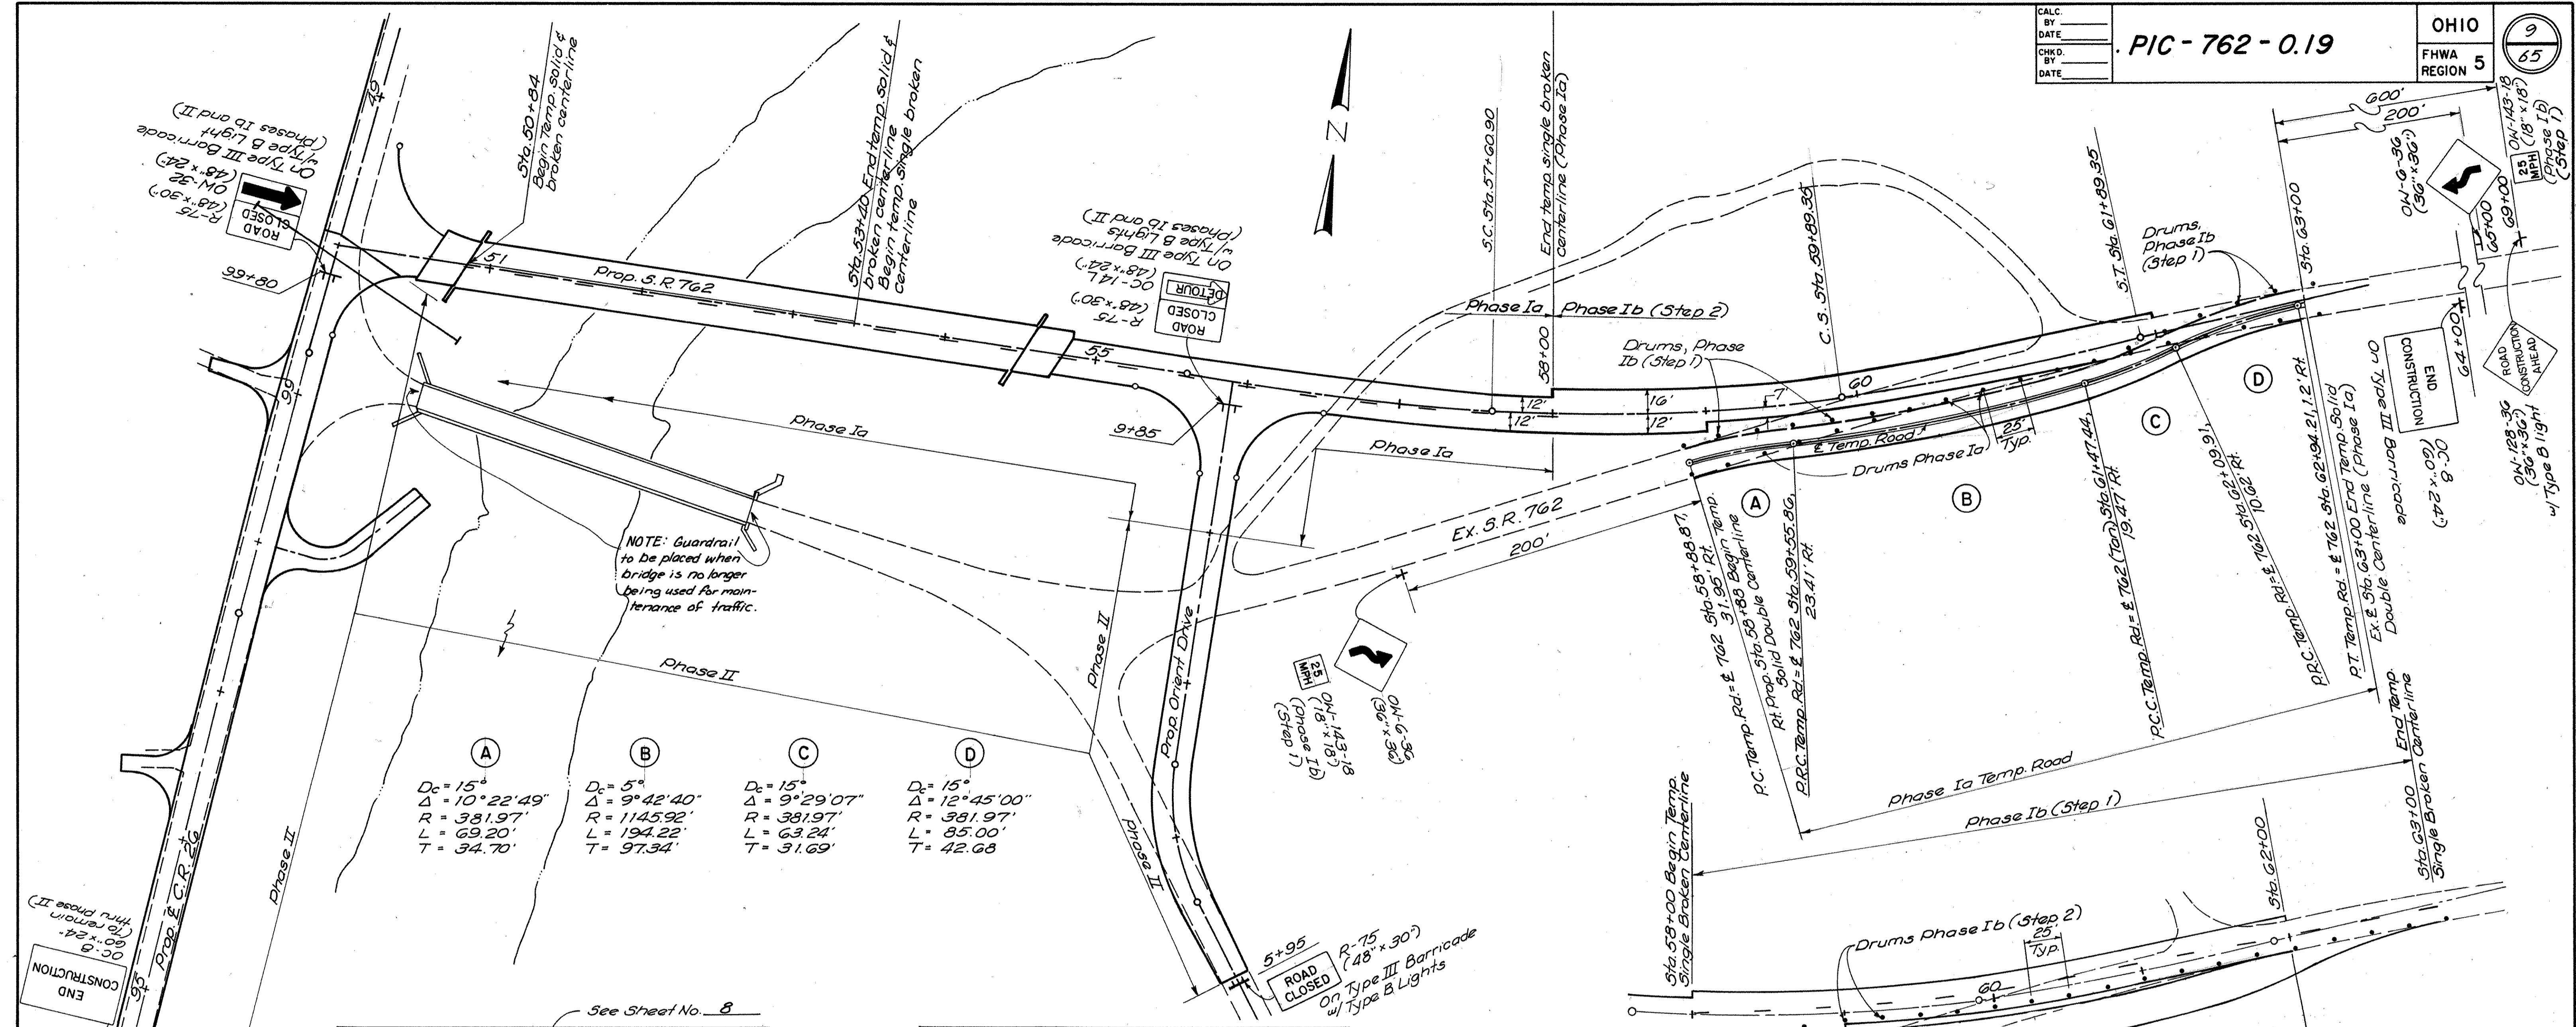 CALC.
BY
DATE
CHKD.
BY
DATE
PIC-762-0.19
OHIO
FHWA
REGION 5
9
65
49
Sta. 50+84
Begin Temp. solid &
broken centerline
Sta. 53+40 End temp. solid &
broken centerline
Begin temp. single broken
centerline
ROAD
CLOSED
R-75
(48"x30")
OW-32
(48"x24")
On Type III Barricade
w/Type B Light
(Phases Ib and II)
99+80
99
51
Prop. S.R. 762
55
N
ROAD
CLOSED
DETOUR
R-75
(48"x30")
OC-14 L
(48"x24")
On Type III Barricade
w/Type B Lights
(Phases Ib and II)
9+85
S.C. Sta. 57+60.90
End temp. single broken
centerline (Phase Ia)
58+00
Phase Ia
Phase Ib (Step 2)
C.S. Sta. 59+89.35
S.T. Sta. 61+89.35
Drums, Phase
Ib (Step 1)
Drums,
Phase Ib
(Step 1)
Sta. 63+00
600'
200'
OW-6-36
(36"x36")
25
MPH
OW-143-18
(18"x18")
(Phase Ib)
(Step 1)
65+00
69+00
64+00
ROAD
CONSTRUCTION
AHEAD
OW-128-36
(36"x36")
w/Type B light
END
CONSTRUCTION
OC-8
(60"x24")
On Type III Barricade
12'
12'
16'
12'
7'
60
₵ Temp. Road
25'
Typ.
Drums Phase Ia
A
B
C
D
Phase Ia
Phase Ia
Ex. S.R. 762
200'
P.C. Temp. Rd. = ₵ 762 Sta. 58+88.87,
31.95' Rt.
Rt. Prop. Sta. 58+88 Begin Temp.
Solid Double Centerline
P.R.C. Temp. Rd. = ₵ 762 Sta. 59+55.86,
23.41' Rt.
P.C.C. Temp. Rd. = ₵ 762 (Tan) Sta. 61+47.44,
19.47' Rt.
P.R.C. Temp. Rd. = ₵ 762 Sta. 62+09.91,
10.62' Rt.
P.T. Temp. Rd. = ₵ 762 Sta. 62+94.21, 1.2' Rt.
Ex. ₵ Sta. 63+00 End Temp. Solid
Double Centerline (Phase Ia)
NOTE: Guardrail
to be placed when
bridge is no longer
being used for main-
tenance of traffic.
Phase II
Phase II
Phase II
Phase II
Prop. Orient Drive
25
MPH
OW-143-18
(18"x18")
(Phase Ib)
(Step 1)
OW-6-36
(36"x36")
A
Dc = 15°
Δ = 10°22'49"
R = 381.97'
L = 69.20'
T = 34.70'
B
Dc = 5°
Δ = 9°42'40"
R = 1145.92'
L = 194.22'
T = 97.34'
C
Dc = 15°
Δ = 9°29'07"
R = 381.97'
L = 63.24'
T = 31.69'
D
Dc = 15°
Δ = 12°45'00"
R = 381.97'
L = 85.00'
T = 42.68
Phase Ia Temp. Road
Phase Ib (Step 1)
Sta. 58+00 Begin Temp.
Single Broken Centerline
Sta. 63+00 End Temp.
Single Broken Centerline
Sta. 62+00
Drums Phase Ib (Step 2)
25'
Typ.
60
Prop. ₵ C.R. 26
95
END
CONSTRUCTION
OC-8
60"x24"
(To remain
thru phase II)
5+95
ROAD
CLOSED
R-75
(48"x30")
On Type III Barricade
w/Type B Lights
See Sheet No. 8